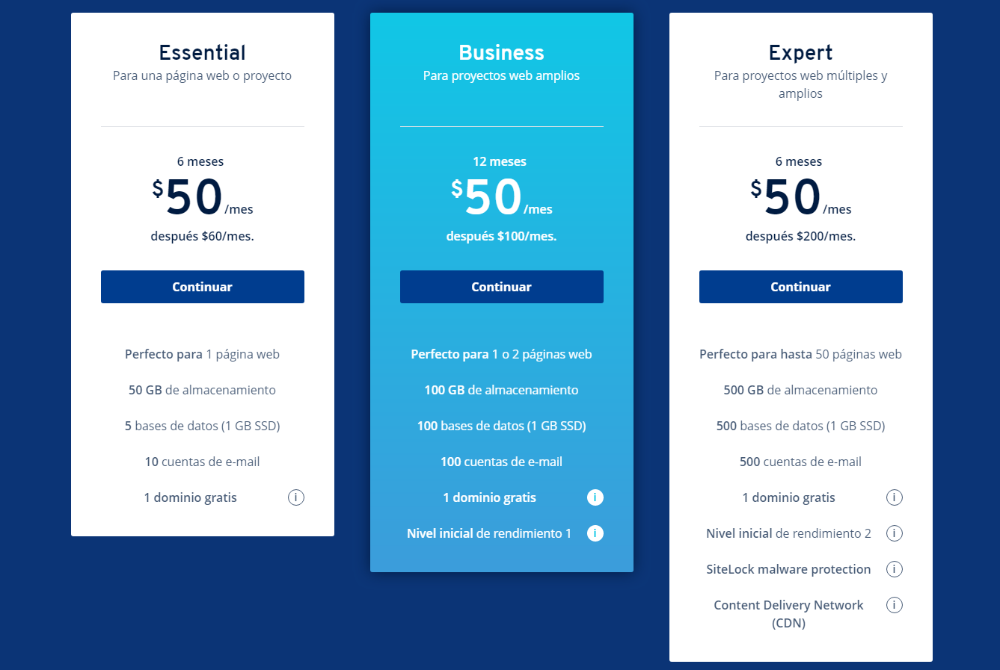 Essential
Para una página web o proyecto
6 meses
$50/mes
después $60/mes.
Continuar
Perfecto para 1 página web
50 GB de almacenamiento
5 bases de datos (1 GB SSD)
10 cuentas de e-mail
1 dominio gratis i
Business
Para proyectos web amplios
12 meses
$50/mes
después $100/mes.
Continuar
Perfecto para 1 o 2 páginas web
100 GB de almacenamiento
100 bases de datos (1 GB SSD)
100 cuentas de e-mail
1 dominio gratis i
Nivel inicial de rendimiento 1 i
Expert
Para proyectos web múltiples y
amplios
6 meses
$50/mes
después $200/mes.
Continuar
Perfecto para hasta 50 páginas web
500 GB de almacenamiento
500 bases de datos (1 GB SSD)
500 cuentas de e-mail
1 dominio gratis i
Nivel inicial de rendimiento 2 i
SiteLock malware protection i
Content Delivery Network i
(CDN)